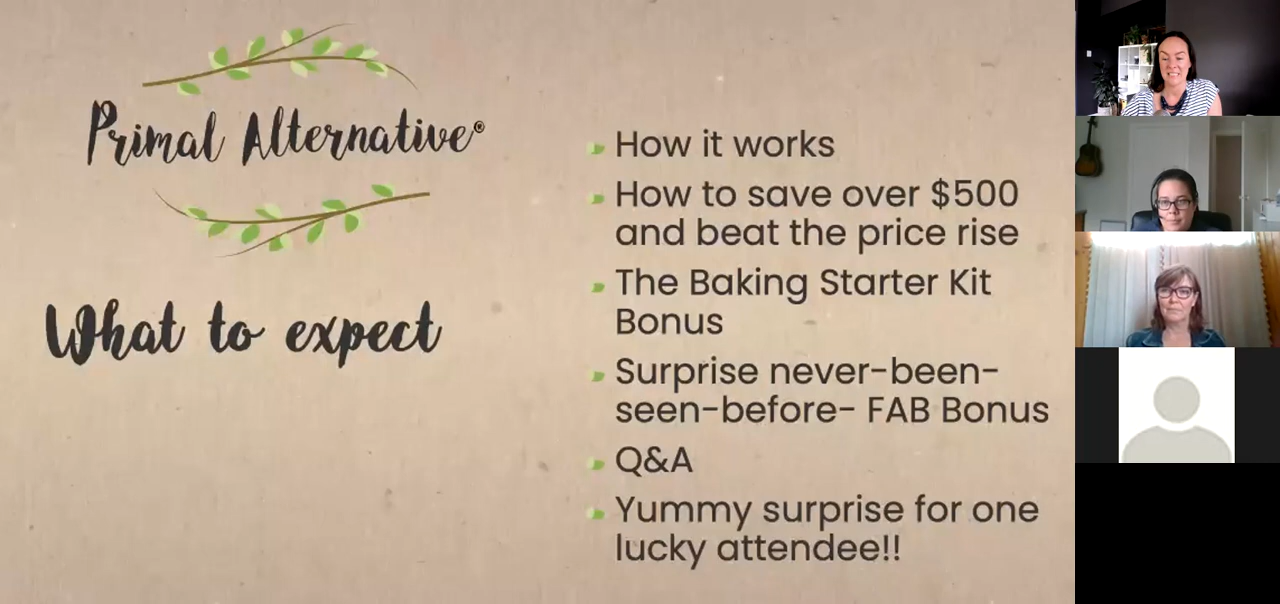 Primal Alternative®
What to expect
How it works
How to save over $500
and beat the price rise
The Baking Starter Kit
Bonus
Surprise never-been-
seen-before- FAB Bonus
Q&A
Yummy surprise for one
lucky attendee!!